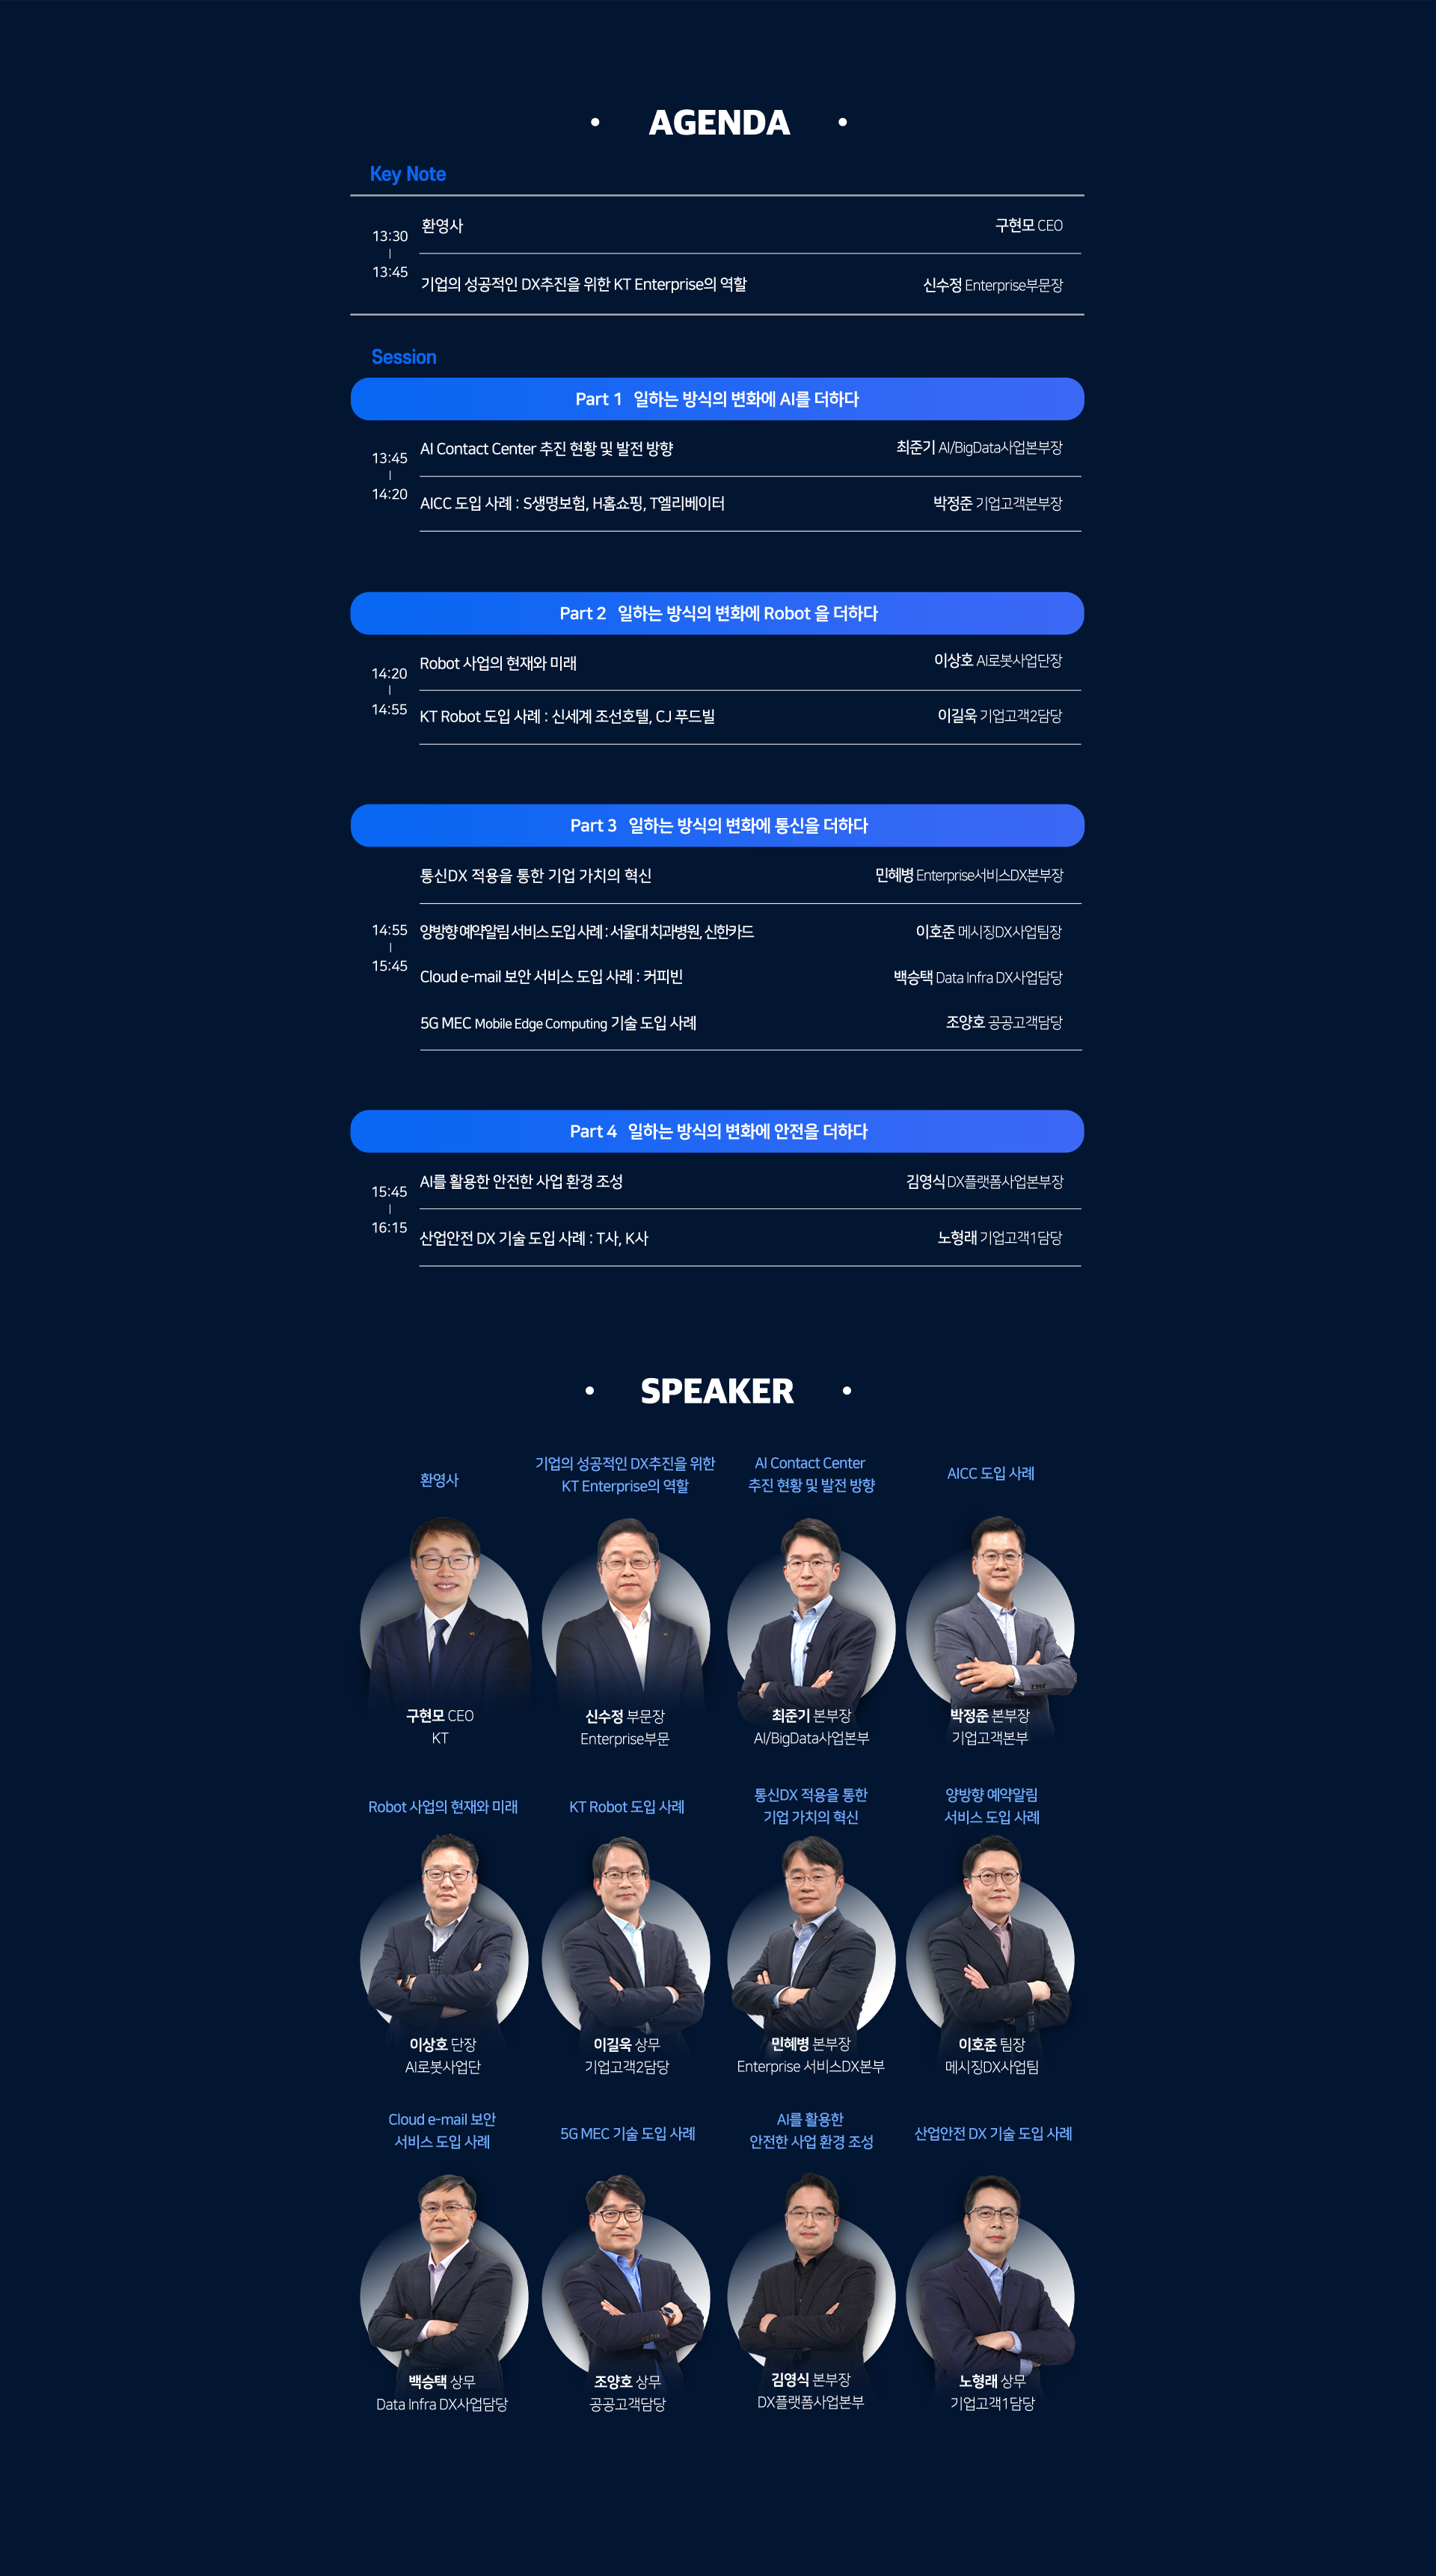 AGENDA
Key Note
13:30
13:45
환영사 구현모 CEO
기업의 성공적인 DX추진을 위한 KT Enterprise의 역할 신수정 Enterprise부문장
Session
Part 1 일하는 방식의 변화에 AI를 더하다
13:45
14:20
AI Contact Center 추진 현황 및 발전 방향 최준기 AI/BigData사업본부장
AICC 도입 사례 : S생명보험, H홈쇼핑, T엘리베이터 박정준 기업고객본부장
Part 2 일하는 방식의 변화에 Robot 을 더하다
14:20
14:55
Robot 사업의 현재와 미래 이상호 AI로봇사업단장
KT Robot 도입 사례 : 신세계 조선호텔, CJ 푸드빌 이길욱 기업고객2담당
Part 3 일하는 방식의 변화에 통신을 더하다
14:55
15:45
통신DX 적용을 통한 기업 가치의 혁신 민혜병 Enterprise서비스DX본부장
양방향 예약알림 서비스 도입 사례 : 서울대 치과병원, 신한카드 이호준 메시징DX사업팀장
Cloud e-mail 보안 서비스 도입 사례 : 커피빈 백승택 Data Infra DX사업담당
5G MEC Mobile Edge Computing 기술 도입 사례 조양호 공공고객담당
Part 4 일하는 방식의 변화에 안전을 더하다
15:45
16:15
AI를 활용한 안전한 사업 환경 조성 김영식 DX플랫폼사업본부장
산업안전 DX 기술 도입 사례 : T사, K사 노형래 기업고객1담당
SPEAKER
환영사
기업의 성공적인 DX추진을 위한
KT Enterprise의 역할
AI Contact Center
추진 현황 및 발전 방향
AICC 도입 사례
구현모 CEO
KT
신수정 부문장
Enterprise부문
최준기 본부장
AI/BigData사업본부
박정준 본부장
기업고객본부
Robot 사업의 현재와 미래
KT Robot 도입 사례
통신DX 적용을 통한
기업 가치의 혁신
양방향 예약알림
서비스 도입 사례
이상호 단장
AI로봇사업단
이길욱 상무
기업고객2담당
민혜병 본부장
Enterprise 서비스DX본부
이호준 팀장
메시징DX사업팀
Cloud e-mail 보안
서비스 도입 사례
5G MEC 기술 도입 사례
AI를 활용한
안전한 사업 환경 조성
산업안전 DX 기술 도입 사례
백승택 상무
Data Infra DX사업담당
조양호 상무
공공고객담당
김영식 본부장
DX플랫폼사업본부
노형래 상무
기업고객1담당